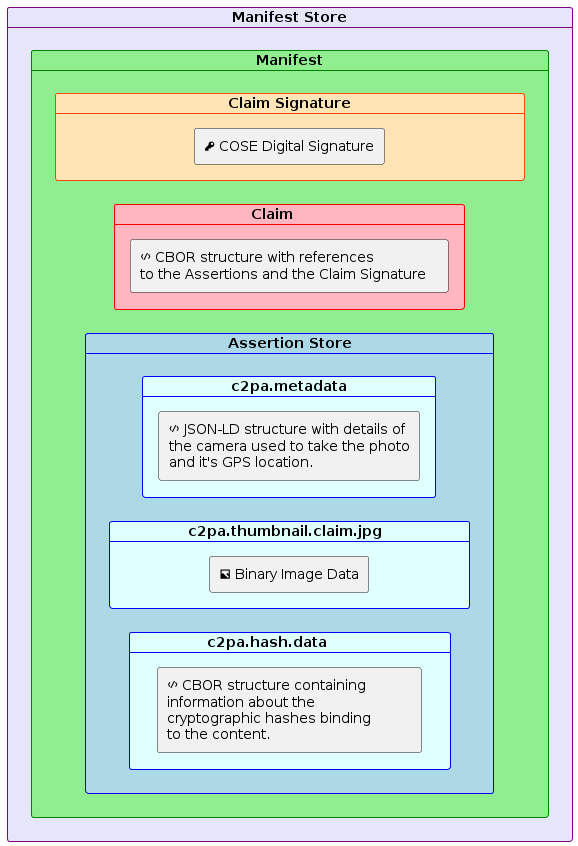 Manifest Store
Manifest
Claim Signature
COSE Digital Signature
Claim
CBOR structure with references
to the Assertions and the Claim Signature
Assertion Store
c2pa.metadata
JSON-LD structure with details of
the camera used to take the photo
and it's GPS location.
c2pa.thumbnail.claim.jpg
Binary Image Data
c2pa.hash.data
CBOR structure containing
information about the
cryptographic hashes binding
to the content.